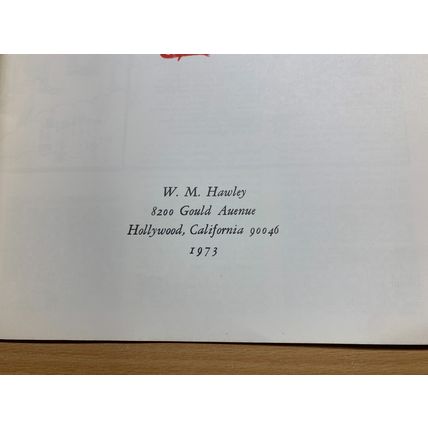 W. M. Hawley
8200 Gould Auenue
Hollywood, California 90046
1973